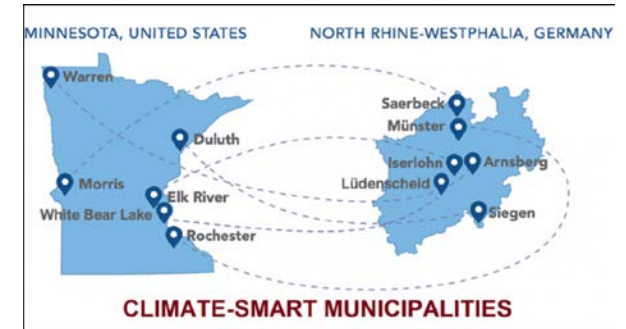 MINNESOTA, UNITED STATES
NORTH RHINE-WESTPHALIA, GERMANY
Warren
Duluth
Morris
Elk River
White Bear Lake
Rochester
Saerbeck
Münster
Iserlohn
Arnsberg
Lüdenscheid
Siegen
CLIMATE-SMART MUNICIPALITIES